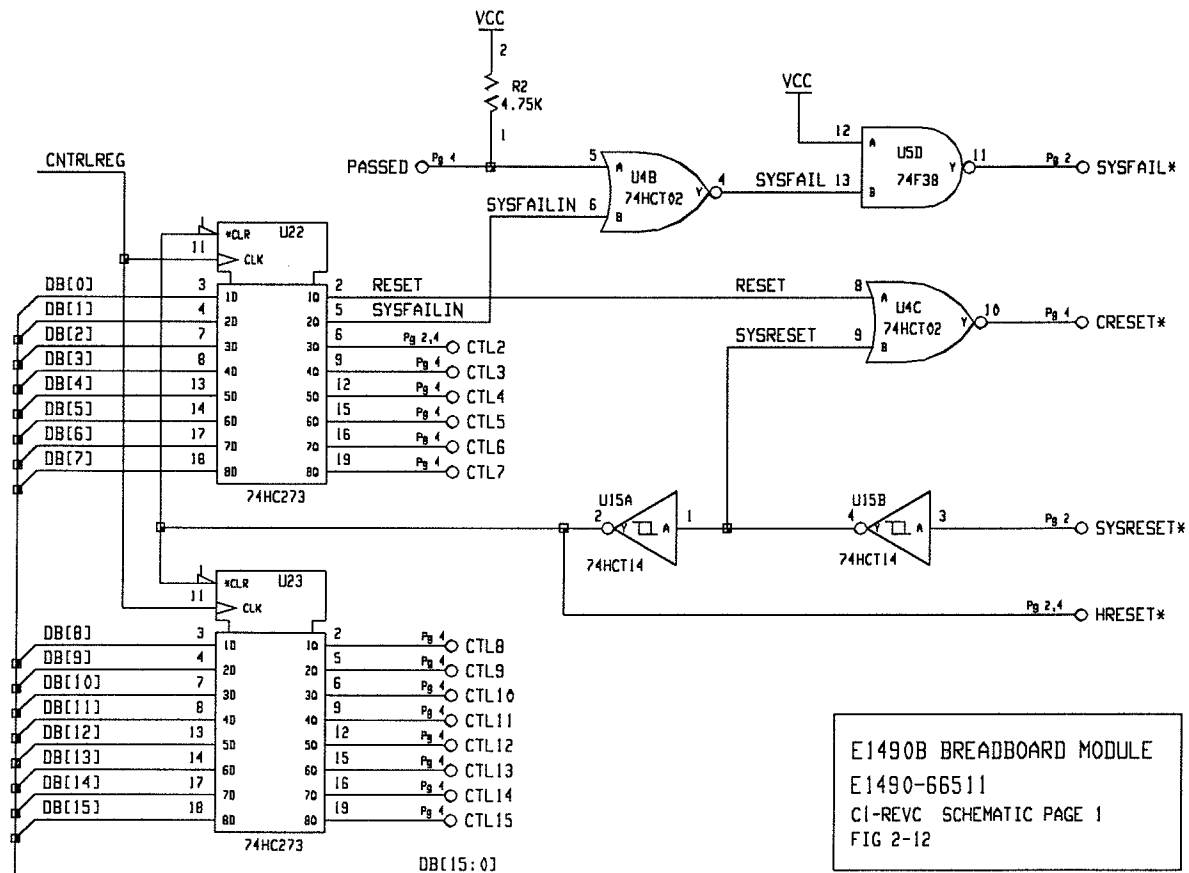 VCC
2
R2
4.75K
1
VCC
CNTRLREG
PASSED
Pg 4
5
A
U4B
74HCT02
Y
4
B
SYSFAILIN 6
SYSFAIL 13
12
A
U5D
74F38
B
Y
11
Pg 2
SYSFAIL*
*CLR
U22
11
CLK
DB[0] 3 1D 1Q 2 RESET
DB[1] 4 2D 2Q 5 SYSFAILIN
DB[2] 7 3D 3Q 6 Pg 2,4 CTL2
DB[3] 8 4D 4Q 9 Pg 4 CTL3
DB[4] 13 5D 5Q 12 Pg 4 CTL4
DB[5] 14 6D 6Q 15 Pg 4 CTL5
DB[6] 17 7D 7Q 16 Pg 4 CTL6
DB[7] 18 8D 8Q 19 Pg 4 CTL7
74HC273
RESET 8
A
U4C
74HCT02
Y
10
Pg 4
CRESET*
SYSRESET 9
B
U15A
2
Y
A
1
74HCT14
U15B
4
Y
A
3
74HCT14
Pg 2
SYSRESET*
Pg 2,4
HRESET*
*CLR
U23
11
CLK
DB[8] 3 1D 1Q 2 Pg 4 CTL8
DB[9] 4 2D 2Q 5 Pg 4 CTL9
DB[10] 7 3D 3Q 6 Pg 4 CTL10
DB[11] 8 4D 4Q 9 Pg 4 CTL11
DB[12] 13 5D 5Q 12 Pg 4 CTL12
DB[13] 14 6D 6Q 15 Pg 4 CTL13
DB[14] 17 7D 7Q 16 Pg 4 CTL14
DB[15] 18 8D 8Q 19 Pg 4 CTL15
74HC273
DB[15:0]
E1490B BREADBOARD MODULE
E1490-66511
C1-REVC SCHEMATIC PAGE 1
FIG 2-12